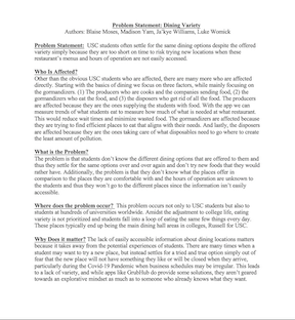 Problem Statement: Dining Variety
Authors: Blaine Moses, Madison Yam, Ja'kye Williams, Luke Wornick
Problem Statement: USC students often settle for the same dining options despite the offered
variety simply because they are too short on time to risk trying new locations when these
restaurant's menus and hours of operation are not easily accessed.
Who Is Affected?
Other than the obvious USC students who are affected, there are many more who are affected
directly. Starting with the basics of dining we focus on three factors, while mainly focusing on
the gormandizers. (1) The producers who are cooks and the companies sending food, (2) the
gormandizers who eat the food, and (3) the disposers who get rid of all the food. The producers
are affected because they are the ones supplying the students with food. With the app we can
measure trends of what students eat to measure how much of what is needed at what restaurant.
This would reduce wait times and minimize wasted food. The gormandizers are affected because
they are trying to find efficient places to eat that aligns with their needs. And lastly, the disposers
are affected because they are the ones taking care of what disposables need to go where to create
the least amount of pollution.
What is the Problem?
The problem is that students don't know the different dining options that are offered to them and
thus they settle for the same options over and over again and don't try new foods that they would
rather have. Additionally, the problem is that they don't know what the places offer in
comparison to the places they are comfortable with and the hours of operation are unknown to
the students and thus they won't go to the different places since the information isn't easily
accessible.
Where does the problem occur? This problem occurs not only to USC students but also to
students at hundreds of universities worldwide. Amidst the adjustment to college life, eating
variety is not prioritized and students fall into a loop of eating the same few things every day.
These places typically end up being the main dining hall areas in colleges, Russell for USC.
Why Does it matter? The lack of easily accessible information about dining locations matters
because it takes away from the potential experiences of students. There are many times when a
student may want to try a new place, but instead settles for a tried and true option simply out of
fear that the new place will not have something they like or will be closed when they arrive,
particularly during the Covid-19 Pandemic when business schedules may be irregular. This leads
to a lack of variety, and while apps like GrubHub do provide some solutions, they aren't geared
towards an explorative mindset as much as to someone who already knows what they want.